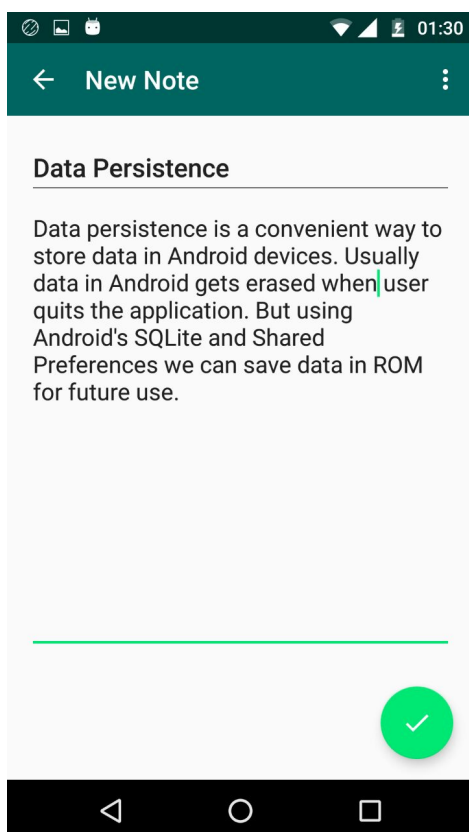 01:30
New Note
Data Persistence
Data persistence is a convenient way to
store data in Android devices. Usually
data in Android gets erased when user
quits the application. But using
Android's SQLite and Shared
Preferences we can save data in ROM
for future use.